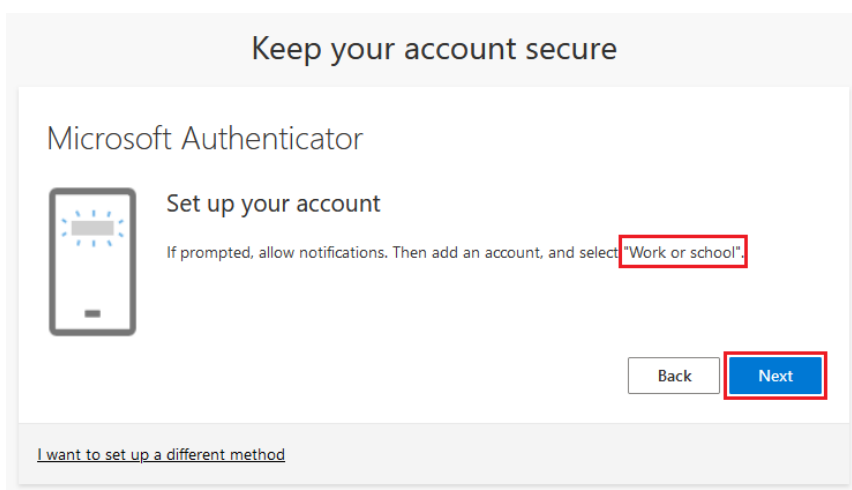 Keep your account secure
Microsoft Authenticator
Set up your account
If prompted, allow notifications. Then add an account, and select "Work or school".
Back Next
I want to set up a different method